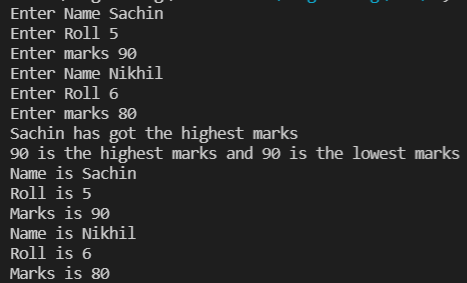 Enter Name Sachin
Enter Roll 5
Enter marks 90
Enter Name Nikhil
Enter Roll 6
Enter marks 80
Sachin has got the highest marks
90 is the highest marks and 90 is the lowest marks
Name is Sachin
Roll is 5
Marks is 90
Name is Nikhil
Roll is 6
Marks is 80